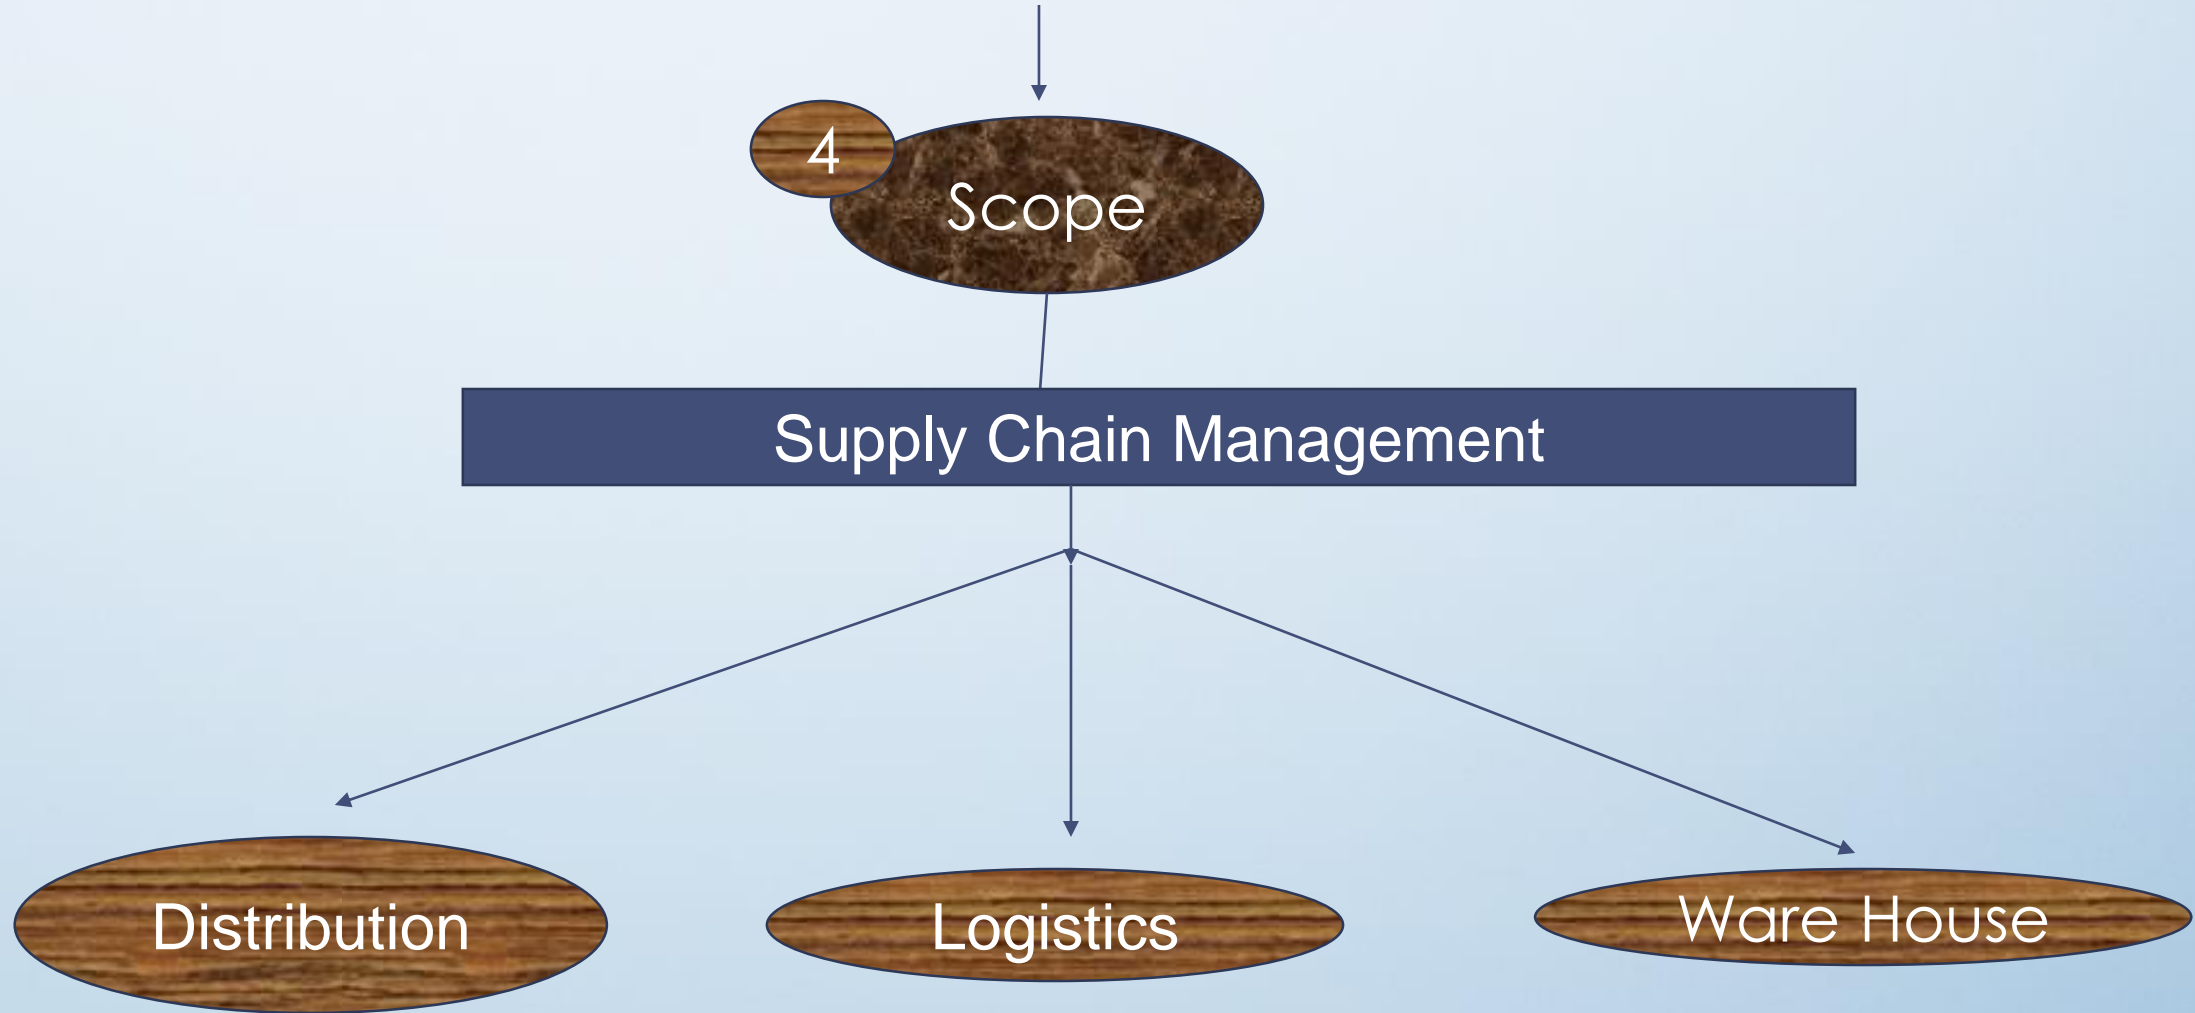 4
Scope
Supply Chain Management
Distribution
Logistics
Ware House